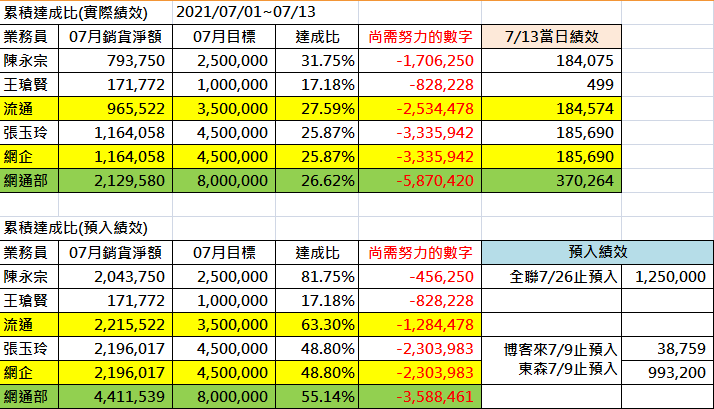 累積達成比(實際績效) 2021/07/01~07/13
業務員 07月銷貨淨額 07月目標 達成比 尚需努力的數字 7/13當日績效
陳永宗 793,750 2,500,000 31.75% -1,706,250 184,075
王瑲賢 171,772 1,000,000 17.18% -828,228 499
流通 965,522 3,500,000 27.59% -2,534,478 184,574
張玉玲 1,164,058 4,500,000 25.87% -3,335,942 185,690
網企 1,164,058 4,500,000 25.87% -3,335,942 185,690
網通部 2,129,580 8,000,000 26.62% -5,870,420 370,264
累積達成比(預入績效)
業務員 07月銷貨淨額 07月目標 達成比 尚需努力的數字 預入績效
陳永宗 2,043,750 2,500,000 81.75% -456,250 全聯7/26止預入 1,250,000
王瑲賢 171,772 1,000,000 17.18% -828,228
流通 2,215,522 3,500,000 63.30% -1,284,478
張玉玲 2,196,017 4,500,000 48.80% -2,303,983 博客來7/9止預入 38,759
網企 2,196,017 4,500,000 48.80% -2,303,983 東森7/9止預入 993,200
網通部 4,411,539 8,000,000 55.14% -3,588,461